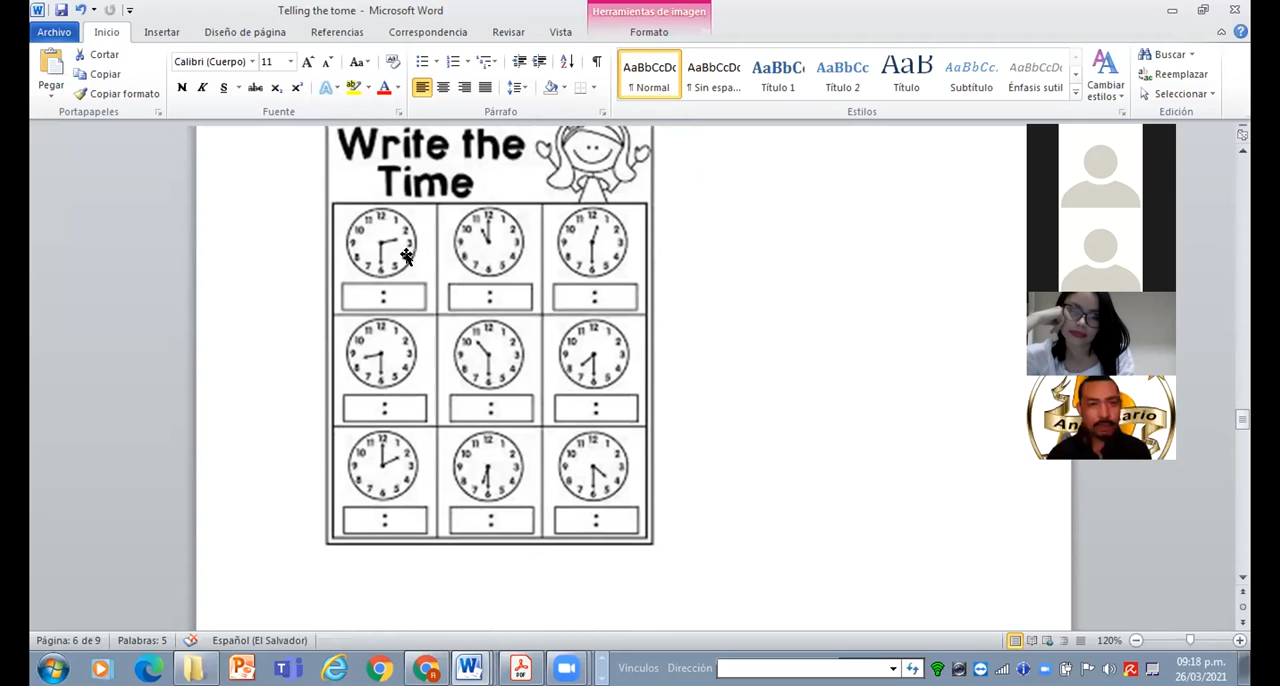 Telling the tome - Microsoft Word
Herramientas de imagen
Archivo Inicio Insertar Diseño de página Referencias Correspondencia Revisar Vista Formato
Pegar
Cortar
Copiar
Copiar formato
Portapapeles
Calibri (Cuerpo) 11
Fuente
Párrafo
AaBbCcDc
¶ Normal
AaBbCcDc
¶ Sin espa...
AaBbC
Título 1
AaBbCc
Título 2
AaB
Título
AaBbCc.
Subtítulo
AaBbCcDc
Énfasis sutil
Estilos
Cambiar
estilos
Buscar
Reemplazar
Seleccionar
Edición
Write the
Time
:
:
:
:
:
:
:
:
:
Página: 6 de 9 Palabras: 5 Español (El Salvador) 120%
Vínculos Dirección
09:18 p.m.
26/03/2021